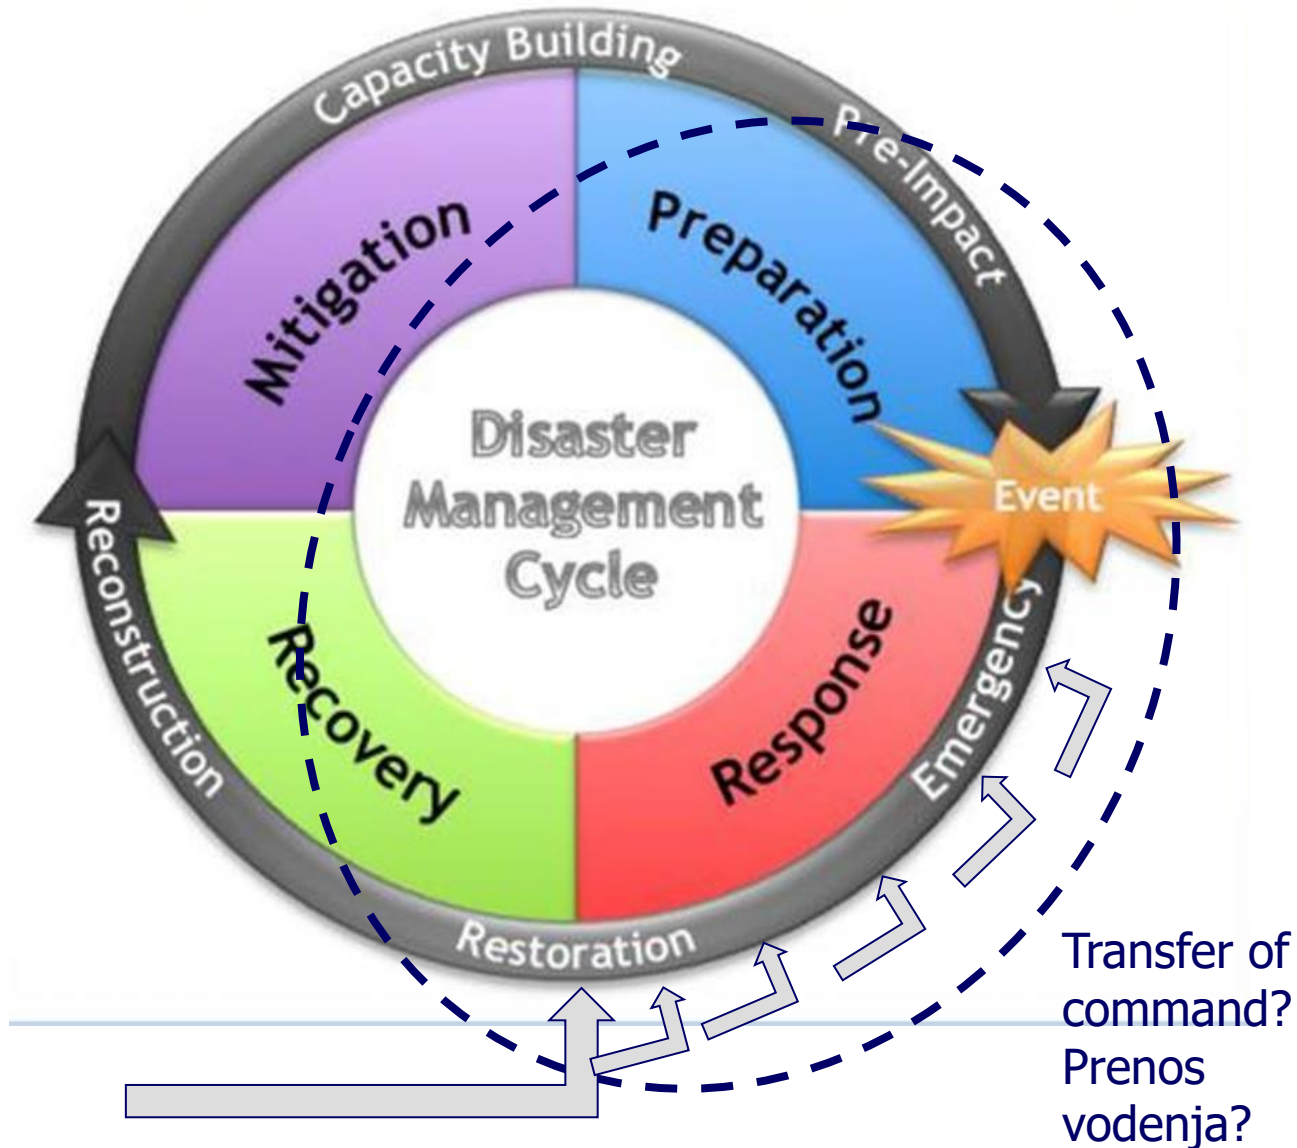 Capacity Building
Pre-Impact
Mitigation
Preparation
Disaster
Management
Cycle
Event
Reconstruction
Recovery
Response
Emergency
Restoration
Transfer of
command?
Prenos
vodenja?